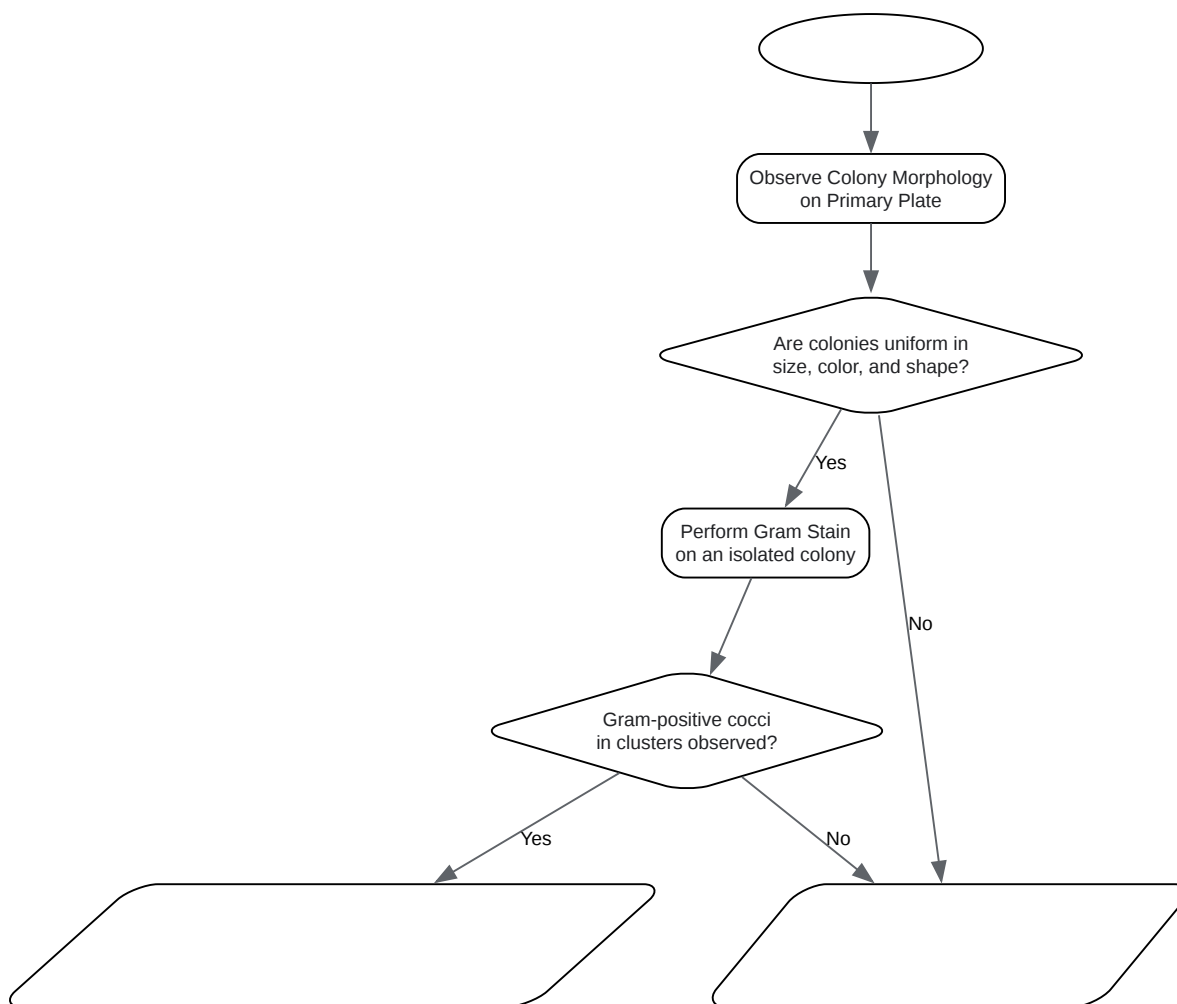 Observe Colony Morphology
on Primary Plate
Are colonies uniform in
size, color, and shape?
Yes
Perform Gram Stain
on an isolated colony
No
Gram-positive cocci
in clusters observed?
Yes
No